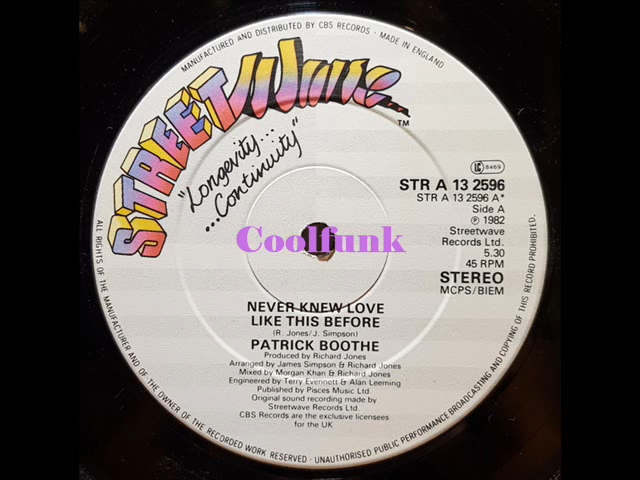 MANUFACTURED AND DISTRIBUTED BY CBS RECORDS · MADE IN ENGLAND
STREETWave...
TM
"Longevity...
...Continuity"
LC 8469
STR A 13 2596
STR A 13 2596 A*
Side A
℗ 1982
Streetwave
Records Ltd.
5.30
45 RPM
STEREO
MCPS/BIEM
Coolfunk
NEVER KNEW LOVE
LIKE THIS BEFORE
(R. Jones/J. Simpson)
PATRICK BOOTHE
Produced by Richard Jones
Arranged by James Simpson & Richard Jones
Mixed by Morgan Khan & Richard Jones
Engineered by Terry Evennett & Alan Leeming
Published by Pisces Music Ltd.
Original sound recording made by
Streetwave Records Ltd.
CBS Records are the exclusive licensees
for the UK
ALL RIGHTS OF THE MANUFACTURER AND OF THE OWNER OF THE RECORDED WORK RESERVED · UNAUTHORISED PUBLIC PERFORMANCE BROADCASTING AND COPYING OF THIS RECORD PROHIBITED.